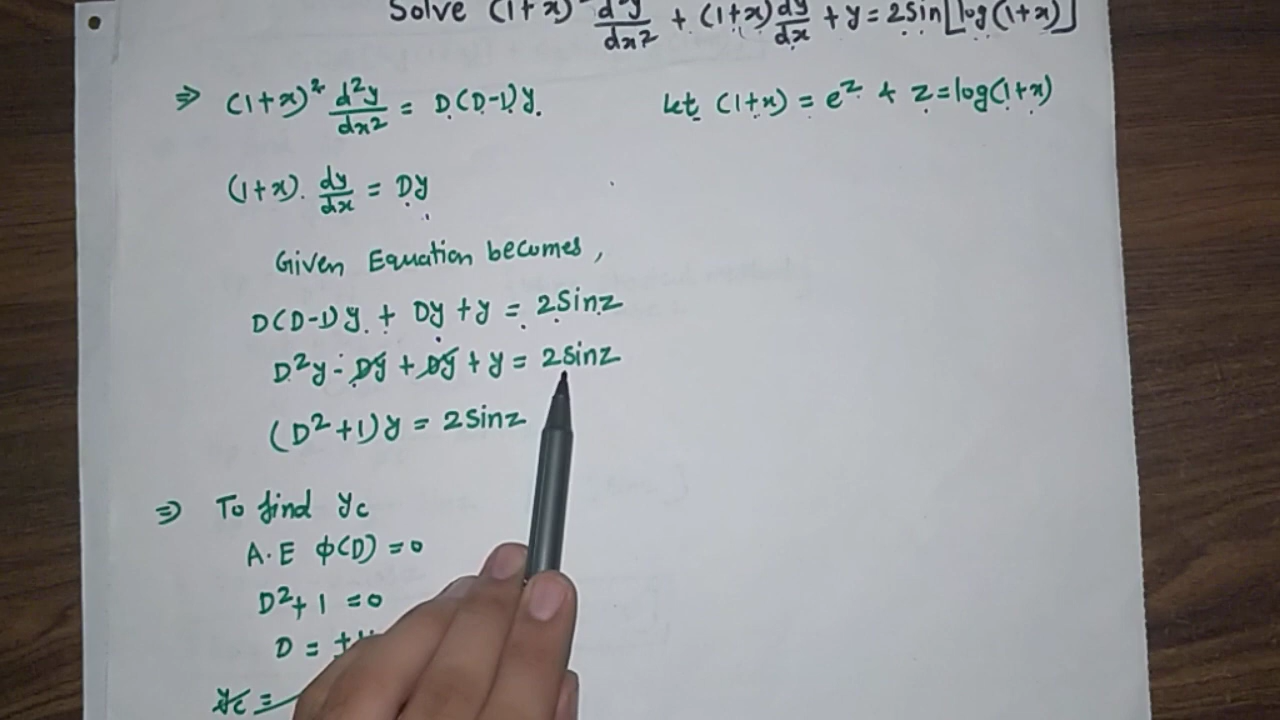 Solve (1+x)² d²y/dx² + (1+x) dy/dx + y = 2sin[log(1+x)]
⇒ (1+x)² d²y/dx² = D(D-1)y.
Let (1+x) = e^z & z=log(1+x)
(1+x). dy/dx = Dy
Given Equation becomes,
D(D-1)y + Dy + y = 2Sinz
D²y - Dy + Dy + y = 2sinz
(D²+1)y = 2Sinz
⇒ To find yc
A.E φ(D) = 0
D²+1 = 0
D = ±
yc =